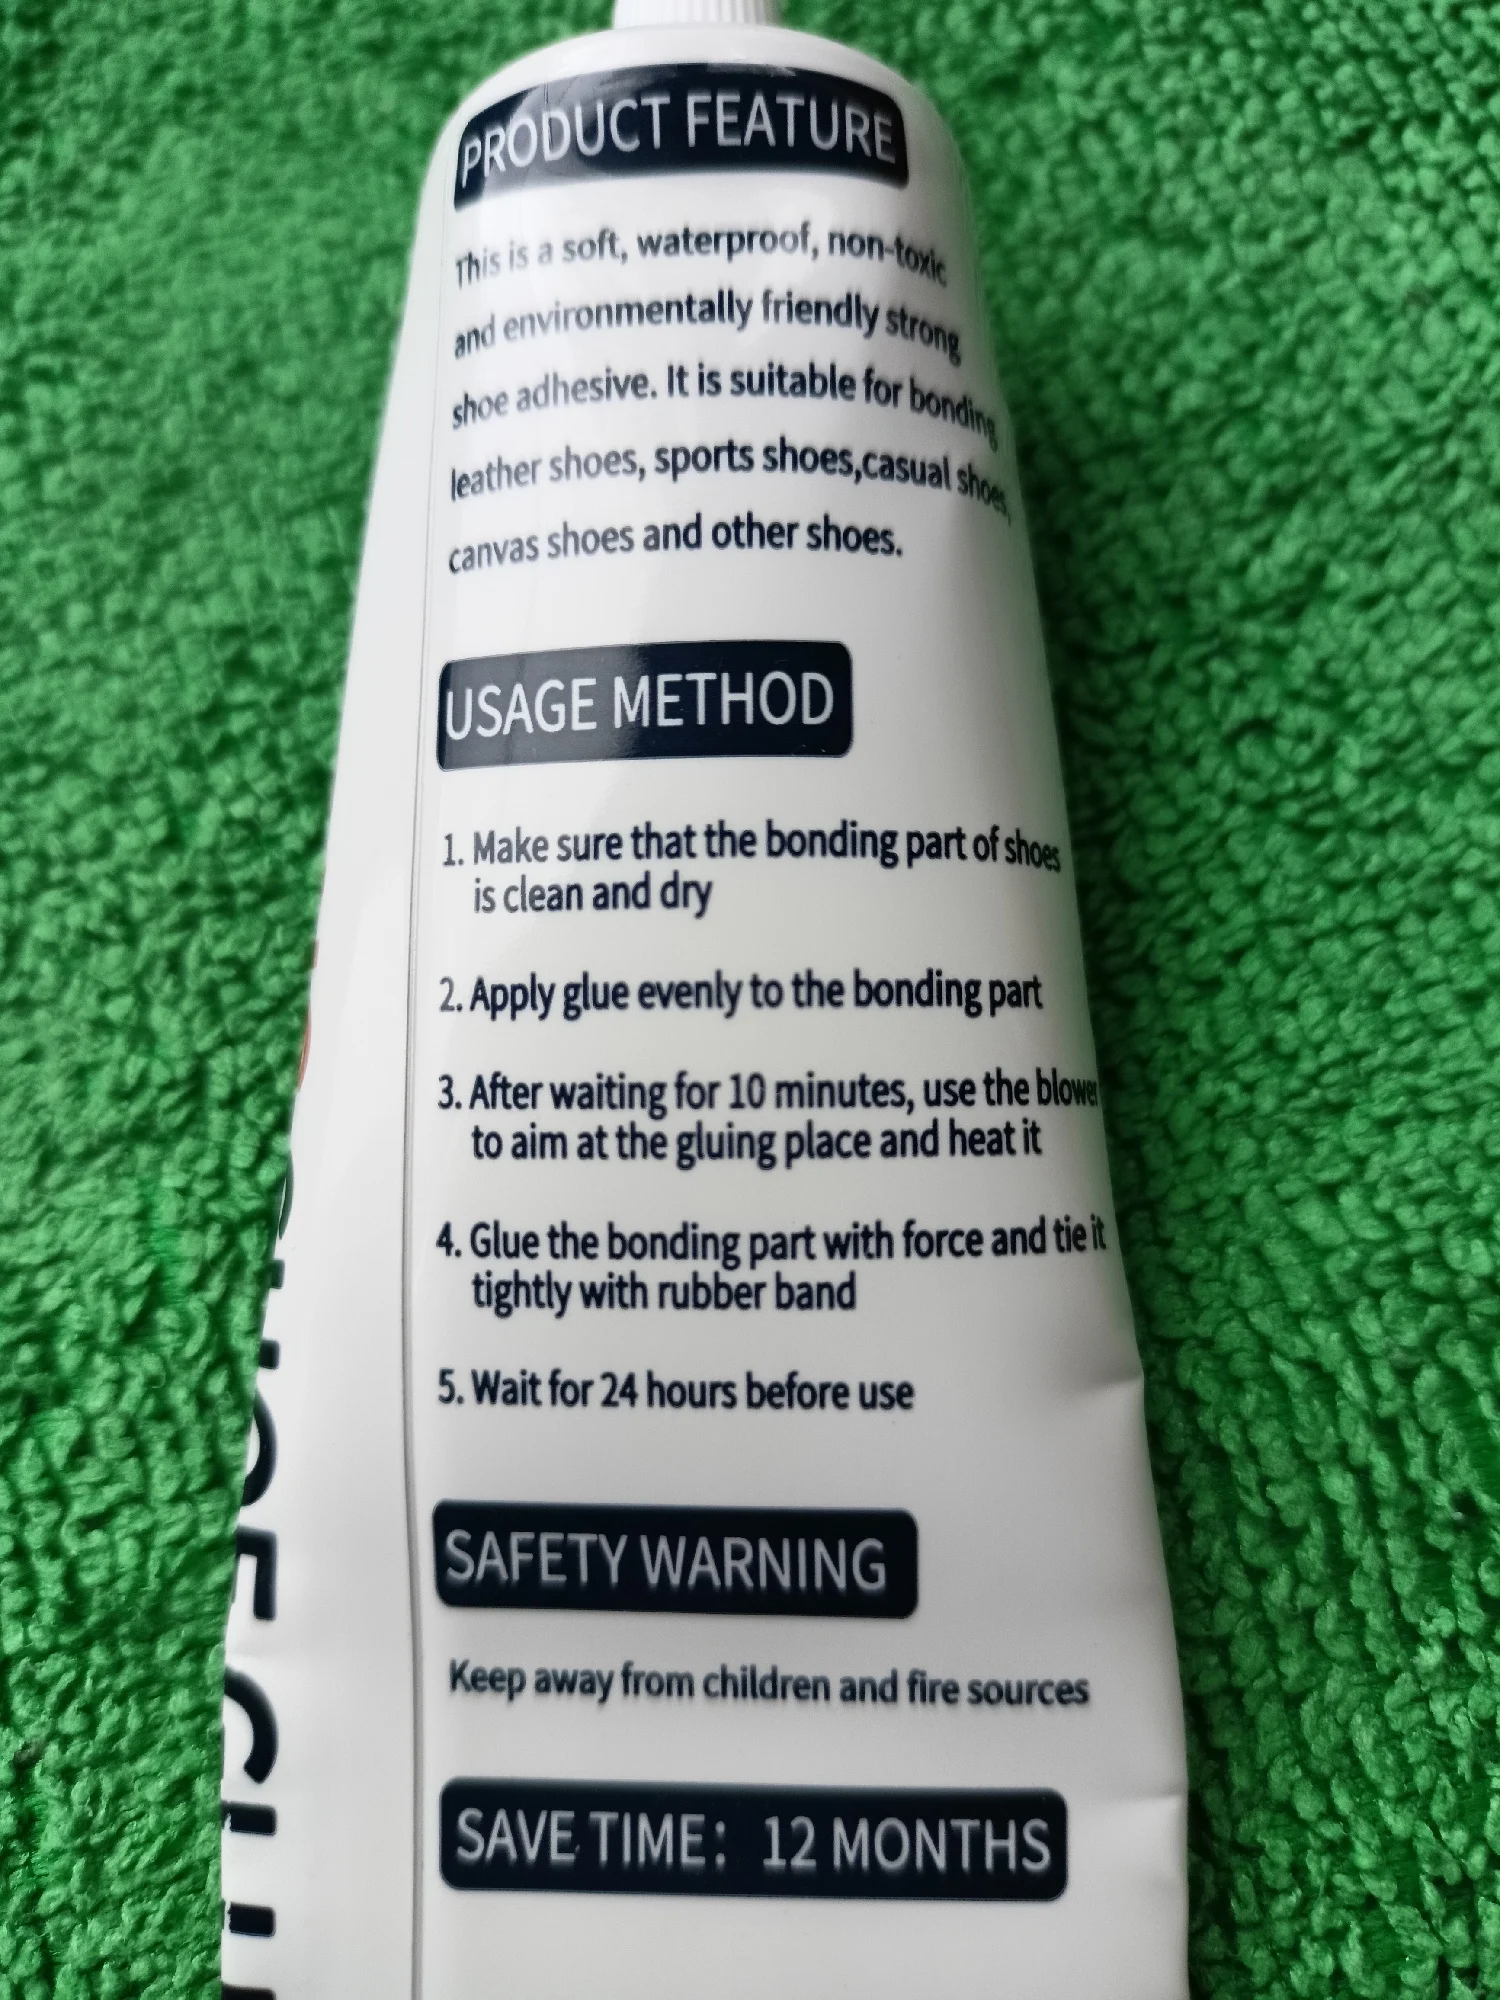 PRODUCT FEATURE
This is a soft, waterproof, non-toxic
and environmentally friendly strong
shoe adhesive. It is suitable for bonding
leather shoes, sports shoes,casual shoes,
canvas shoes and other shoes.
USAGE METHOD
1. Make sure that the bonding part of shoes
is clean and dry
2. Apply glue evenly to the bonding part
3. After waiting for 10 minutes, use the blower
to aim at the gluing place and heat it
4. Glue the bonding part with force and tie it
tightly with rubber band
5. Wait for 24 hours before use
SAFETY WARNING
Keep away from children and fire sources
SAVE TIME: 12 MONTHS